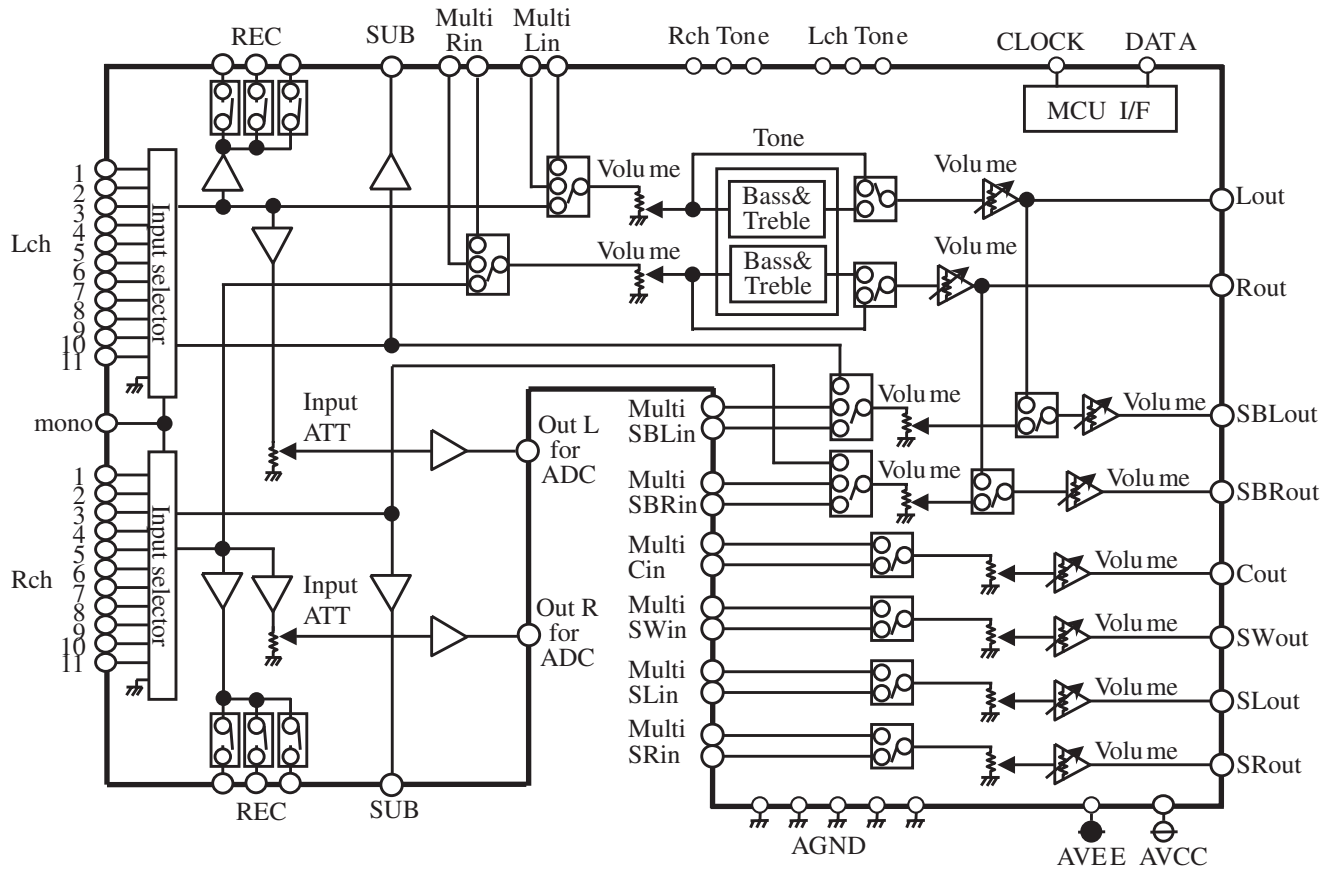 REC
SUB
Multi
Rin
Multi
Lin
Rch Tone
Lch Tone
CLOCK
DATA
MCU I/F
Lch
1
2
3
4
5
6
7
8
9
10
11
Input selector
Volume
Volume
Tone
Bass&
Treble
Bass&
Treble
Volume
Volume
Lout
Rout
mono
Input
ATT
Out L
for
ADC
Multi
SBLin
Volume
Volume
SBLout
Multi
SBRin
Volume
Volume
SBRout
Rch
1
2
3
4
5
6
7
8
9
10
11
Input selector
Input
ATT
Out R
for
ADC
Multi
Cin
Volume
Cout
Multi
SWin
Volume
SWout
Multi
SLin
Volume
SLout
Multi
SRin
Volume
SRout
REC
SUB
AGND
AVEE
AVCC